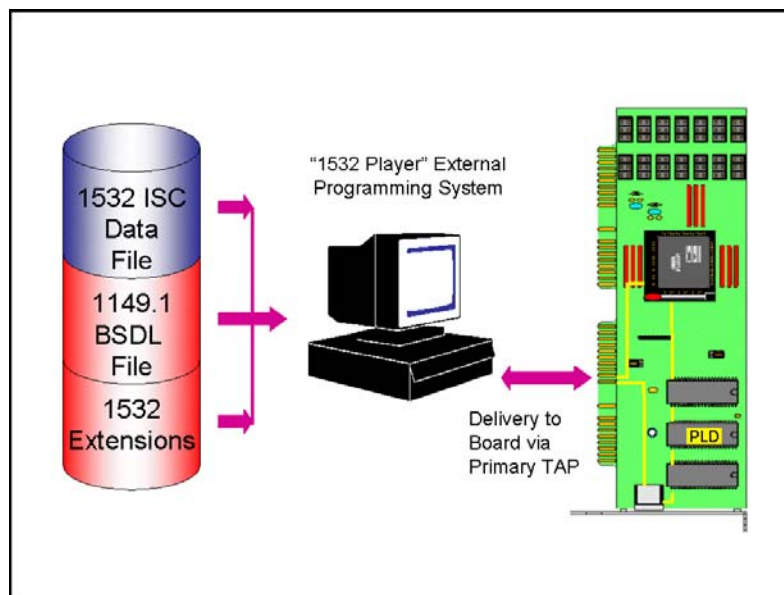 1532 ISC
Data
File
1149.1
BSDL
File
1532
Extensions
“1532 Player” External
Programming System
Delivery to
Board via
Primary TAP
PLD